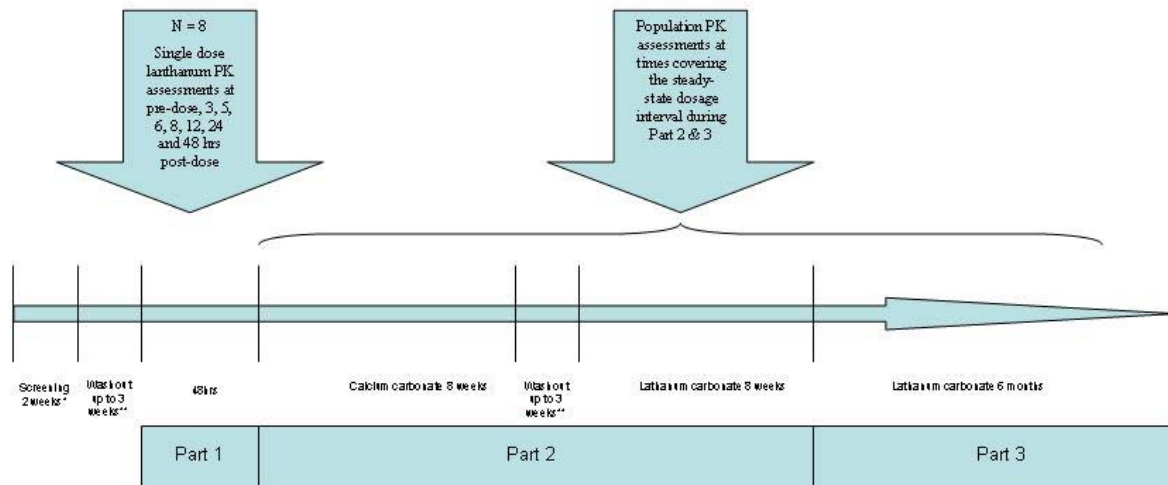 N = 8
Single dose
lanthanum PK
assessments at
pre-dose, 3, 5,
6, 8, 12, 24
and 48 hrs
post-dose
Population PK
assessments at
times covering
the steady-
state dosage
interval during
Part 2 & 3
Screening
2 weeks*
Washout
up to 3
weeks**
48hrs
Calcium carbonate 8 weeks
Washout
up to 3
weeks**
Lathanum carbonate 8 weeks
Lathanum carbonate 6 months
Part 1
Part 2
Part 3